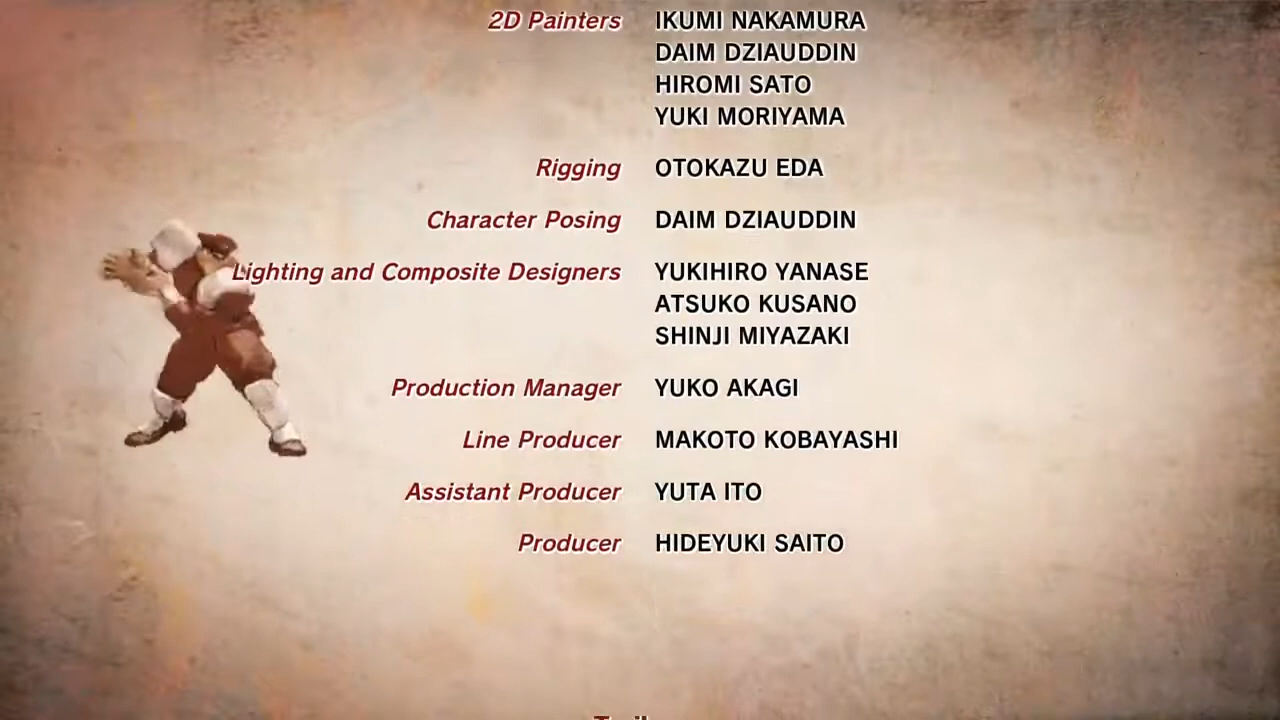 2D Painters IKUMI NAKAMURA
DAIM DZIAUDDIN
HIROMI SATO
YUKI MORIYAMA
Rigging OTOKAZU EDA
Character Posing DAIM DZIAUDDIN
Lighting and Composite Designers YUKIHIRO YANASE
ATSUKO KUSANO
SHINJI MIYAZAKI
Production Manager YUKO AKAGI
Line Producer MAKOTO KOBAYASHI
Assistant Producer YUTA ITO
Producer HIDEYUKI SAITO